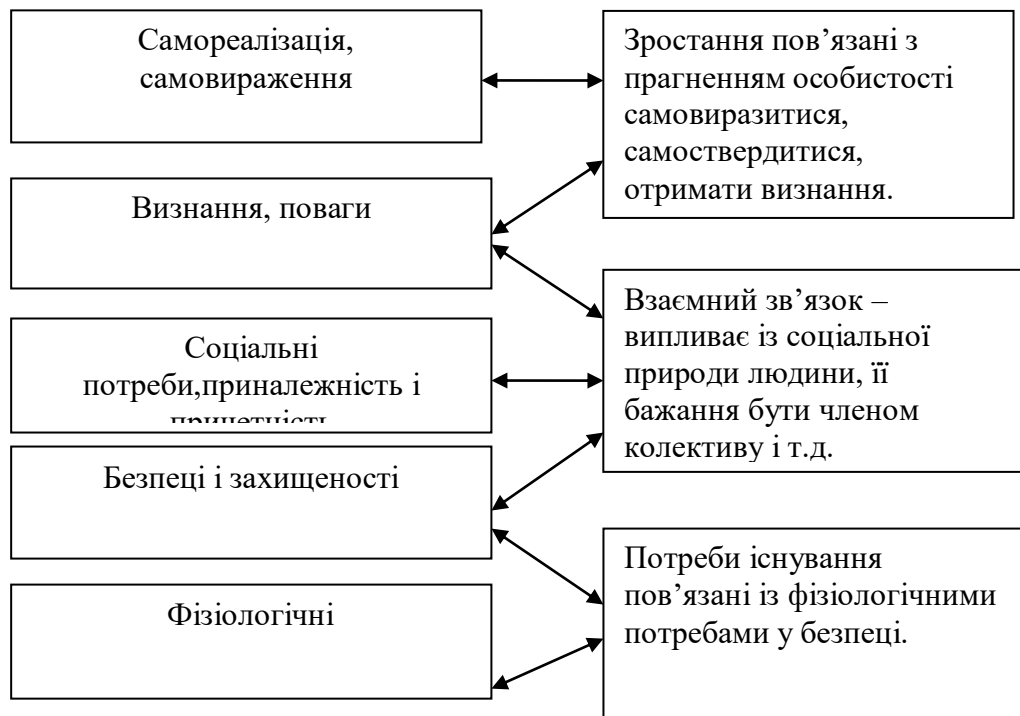 Самореалізація,
самовираження
Зростання пов’язані з
прагненням особистості
самовиразитися,
самоствердитися,
отримати визнання.
Визнання, поваги
Взаємний зв’язок –
випливає із соціальної
природи людини, її
бажання бути членом
колективу і т.д.
Соціальні
потреби,приналежність і
причетність
Безпеці і захищеності
Потреби існування
пов’язані із фізіологічними
потребами у безпеці.
Фізіологічні